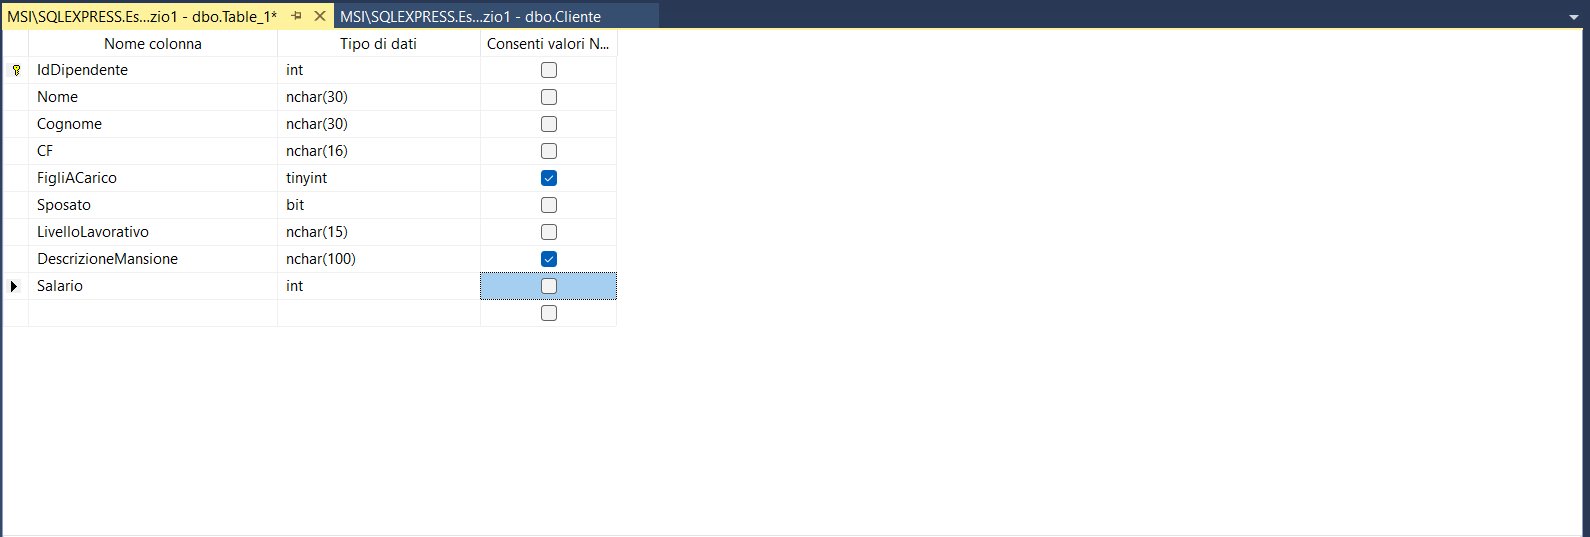 MSI\SQLEXPRESS.Es...zio1 - dbo.Table_1* MSI\SQLEXPRESS.Es...zio1 - dbo.Cliente
Nome colonna Tipo di dati Consenti valori N...
IdDipendente int
Nome nchar(30)
Cognome nchar(30)
CF nchar(16)
FigliACarico tinyint
Sposato bit
LivelloLavorativo nchar(15)
DescrizioneMansione nchar(100)
Salario int